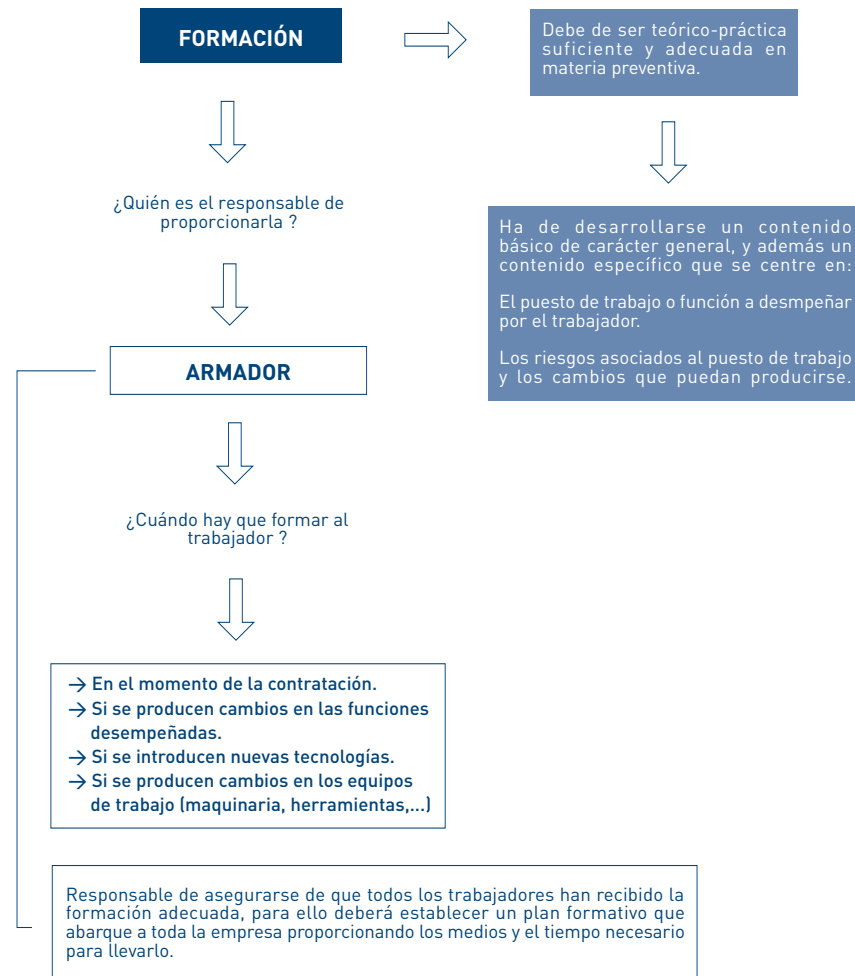 FORMACIÓN
Debe de ser teórico-práctica
suficiente y adecuada en
materia preventiva.
¿Quién es el responsable de
proporcionarla ?
Ha de desarrollarse un contenido
básico de carácter general, y además un
contenido específico que se centre en:
El puesto de trabajo o función a desmpeñar
por el trabajador.
Los riesgos asociados al puesto de trabajo
y los cambios que puedan producirse.
ARMADOR
¿Cuándo hay que formar al
trabajador ?
→ En el momento de la contratación.
→ Si se producen cambios en las funciones
desempeñadas.
→ Si se introducen nuevas tecnologías.
→ Si se producen cambios en los equipos
de trabajo (maquinaria, herramientas,...)
Responsable de asegurarse de que todos los trabajadores han recibido la
formación adecuada, para ello deberá establecer un plan formativo que
abarque a toda la empresa proporcionando los medios y el tiempo necesario
para llevarlo.